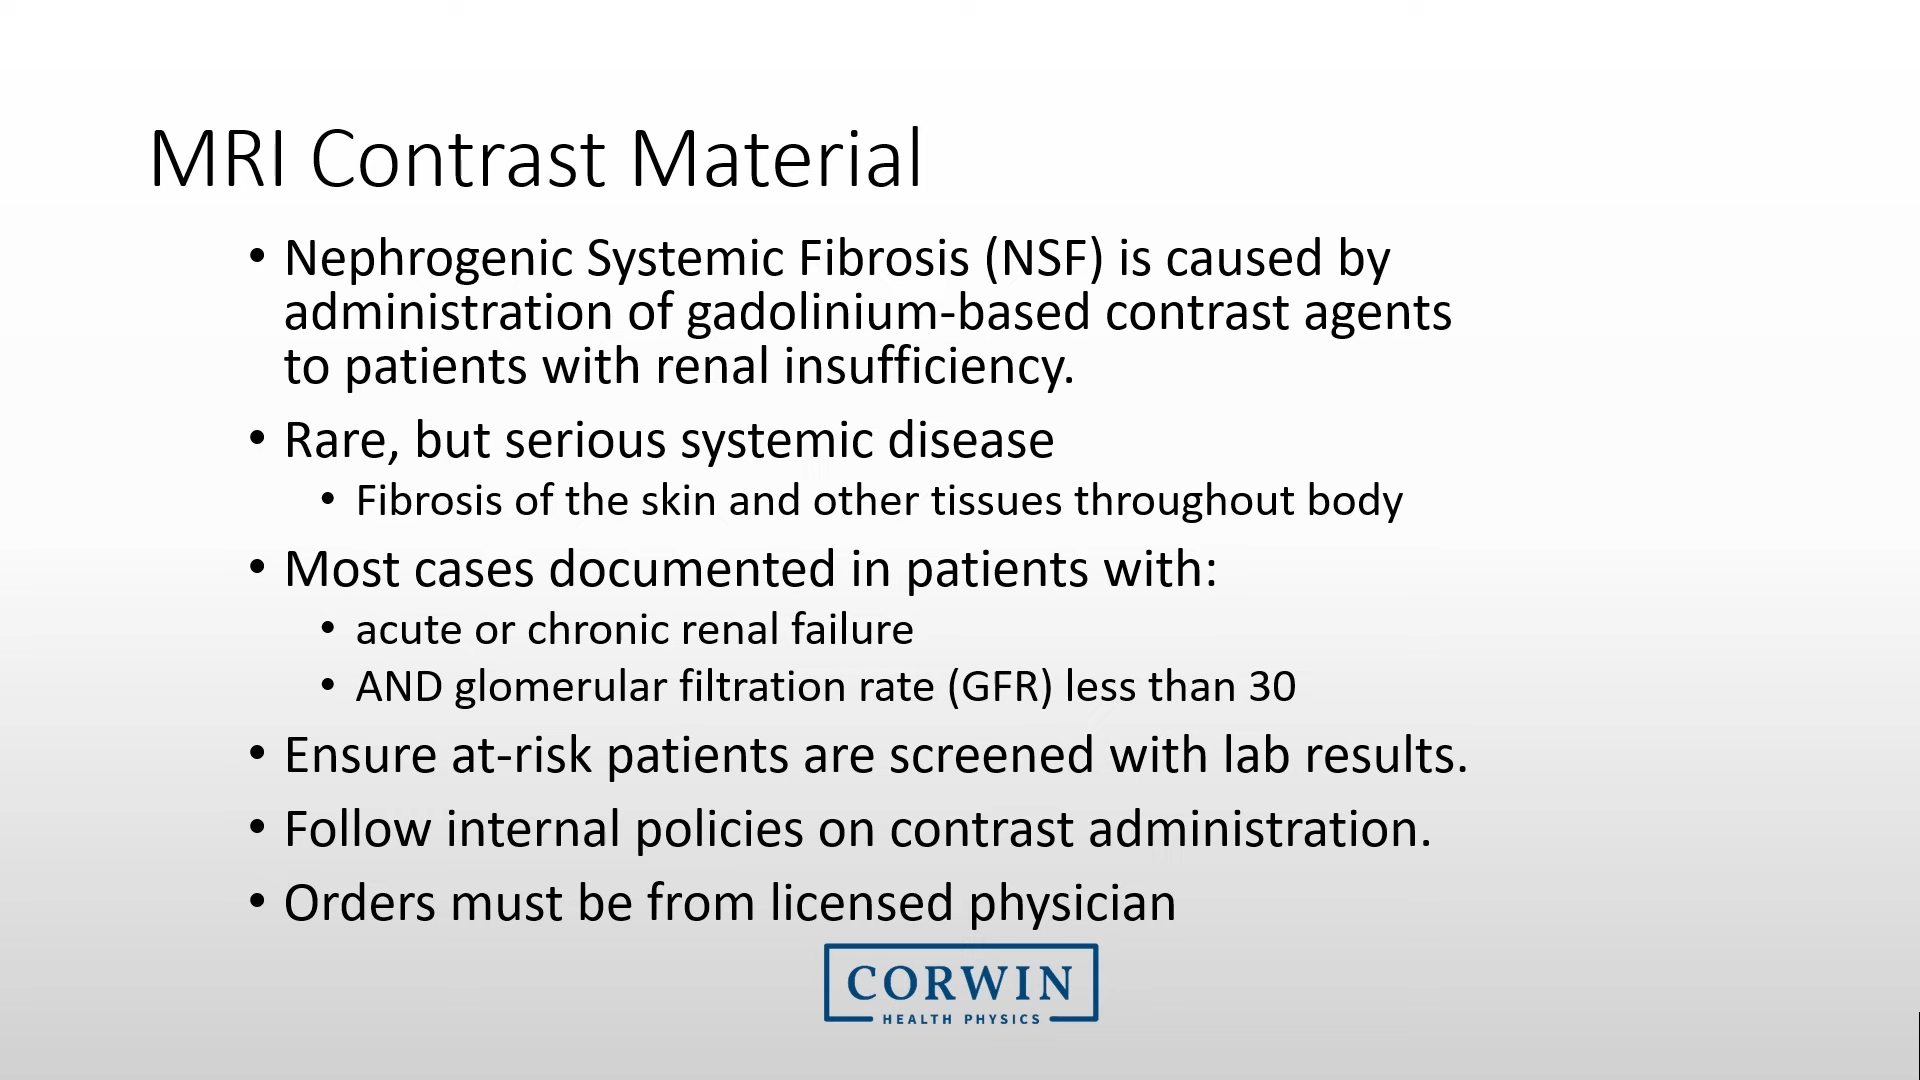 MRI Contrast Material
• Nephrogenic Systemic Fibrosis (NSF) is caused by
administration of gadolinium-based contrast agents
to patients with renal insufficiency.
• Rare, but serious systemic disease
• Fibrosis of the skin and other tissues throughout body
• Most cases documented in patients with:
• acute or chronic renal failure
• AND glomerular filtration rate (GFR) less than 30
• Ensure at-risk patients are screened with lab results.
• Follow internal policies on contrast administration.
• Orders must be from licensed physician
CORWIN
HEALTH PHYSICS